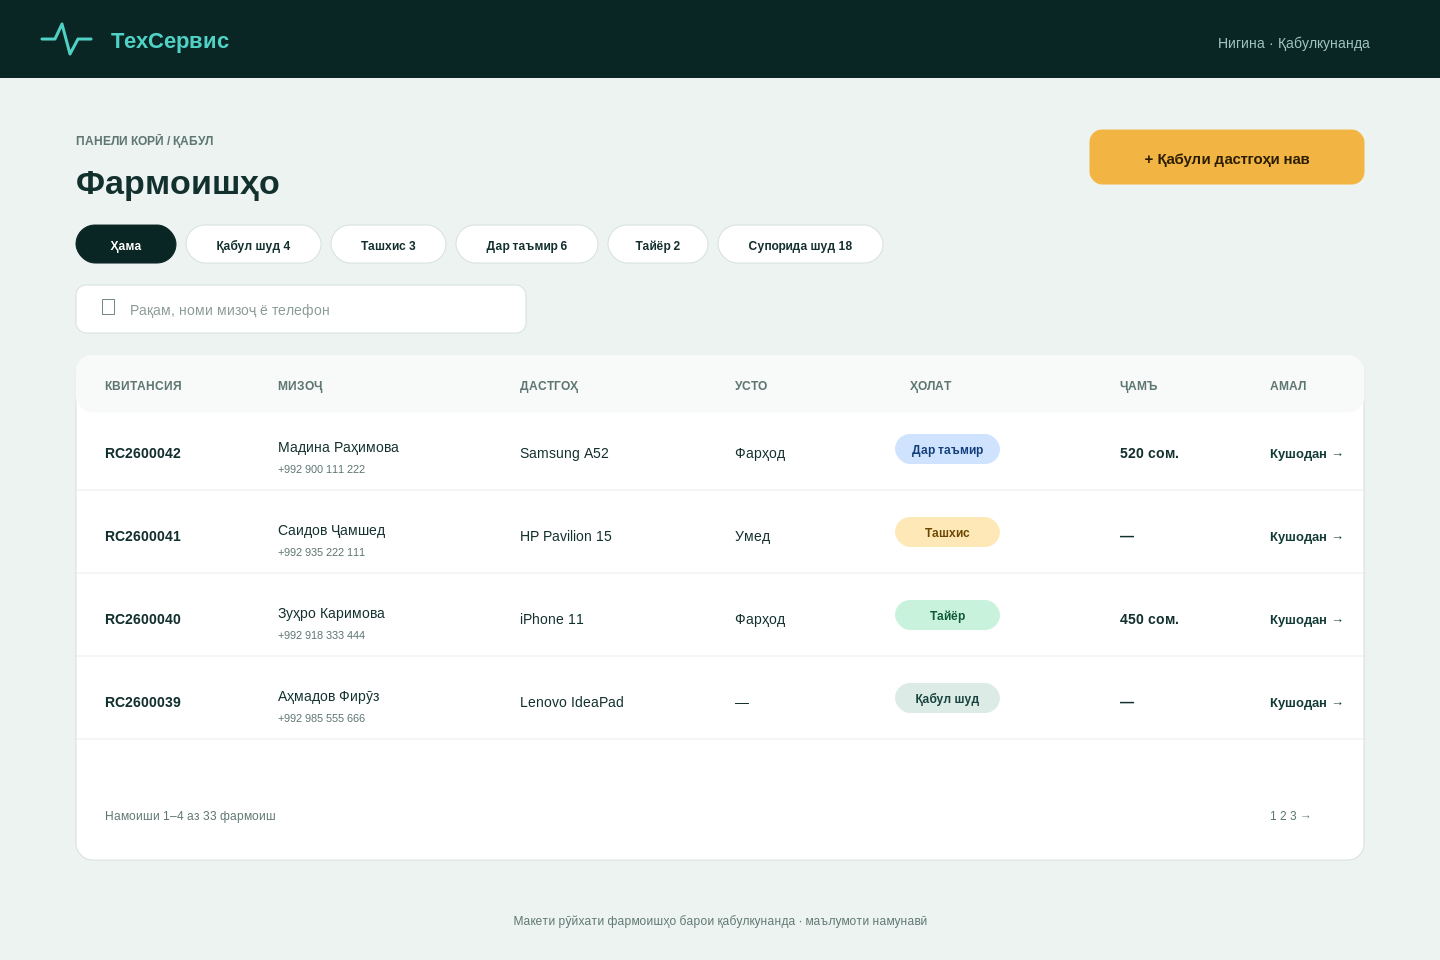 ТехСервис
Нигина · Қабулкунанда
ПАНЕЛИ КОРӢ / ҚАБУЛ
+ Қабули дастгоҳи нав
Фармоишҳо
Ҳама Қабул шуд 4 Ташхис 3 Дар таъмир 6 Тайёр 2 Супорида шуд 18
Рақам, номи мизоҷ ё телефон
КВИТАНСИЯ МИЗОҶ ДАСТГОҲ УСТО ҲОЛАТ ҶАМЪ АМАЛ
RC2600042 Мадина Раҳимова Samsung A52 Фарҳод Дар таъмир 520 сом. Кушодан →
+992 900 111 222
RC2600041 Саидов Ҷамшед HP Pavilion 15 Умед Ташхис — Кушодан →
+992 935 222 111
RC2600040 Зуҳро Каримова iPhone 11 Фарҳод Тайёр 450 сом. Кушодан →
+992 918 333 444
RC2600039 Аҳмадов Фирӯз Lenovo IdeaPad — Қабул шуд — Кушодан →
+992 985 555 666
Намоиши 1–4 аз 33 фармоиш 1 2 3 →
Макети рӯйхати фармоишҳо барои қабулкунанда · маълумоти намунавӣ